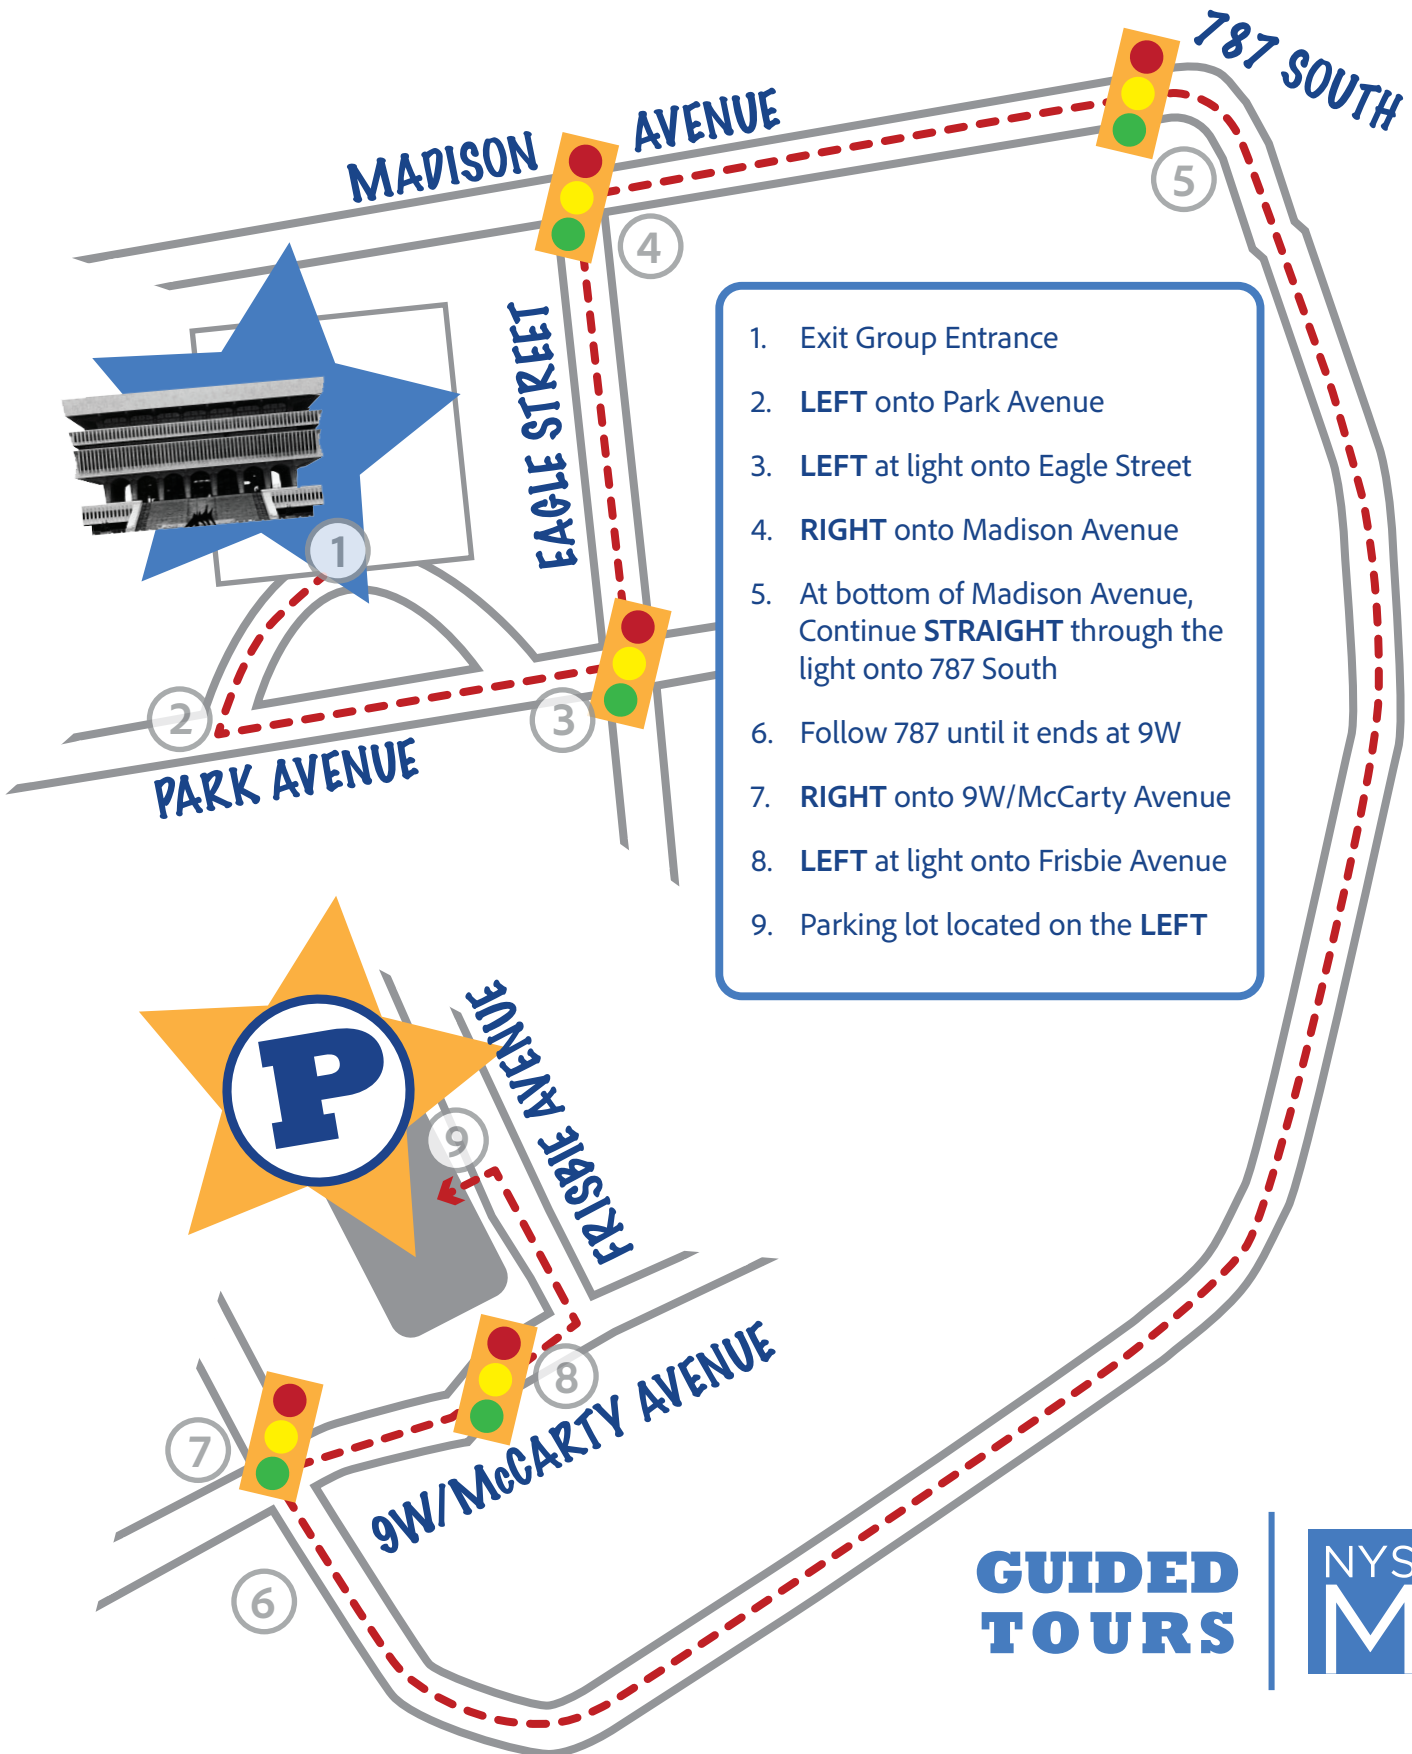 787 SOUTH
MADISON AVENUE
5
4
EAGLE STREET
1. Exit Group Entrance
2. LEFT onto Park Avenue
3. LEFT at light onto Eagle Street
4. RIGHT onto Madison Avenue
5. At bottom of Madison Avenue,
Continue STRAIGHT through the
light onto 787 South
6. Follow 787 until it ends at 9W
7. RIGHT onto 9W/McCarty Avenue
8. LEFT at light onto Frisbie Avenue
9. Parking lot located on the LEFT
1
2
3
PARK AVENUE
P
FRISBIE AVENUE
9
8
7
9W/McCARTY AVENUE
6
GUIDED
TOURS
NYS
M